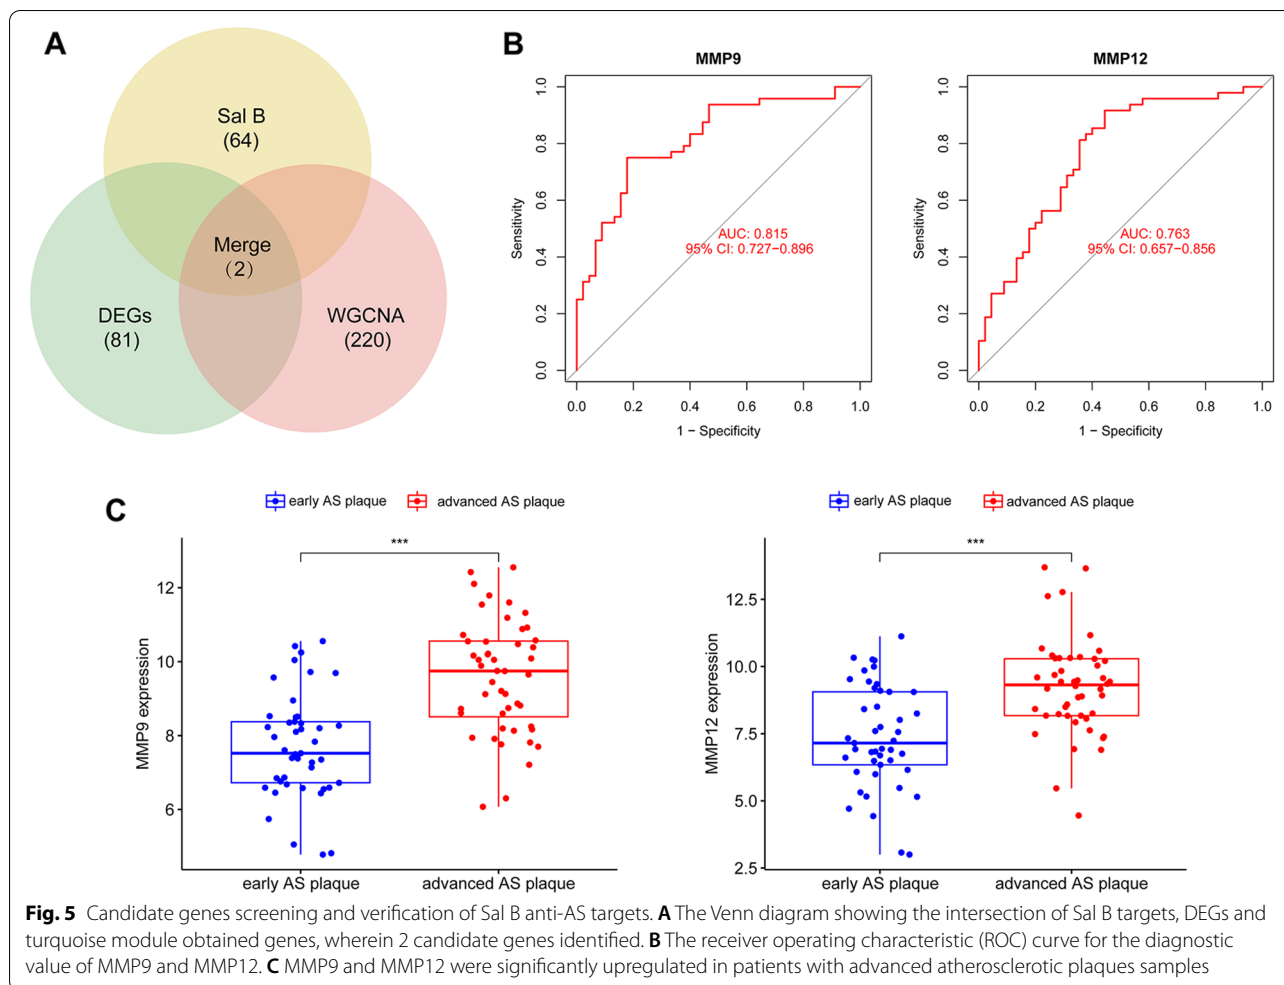 A
Sal B
(64)
Merge
(2)
DEGs
(81)
WGCNA
(220)
B
MMP9
1.0
0.8
0.6
0.4
0.2
0.0
Sensitivity
AUC: 0.815
95% CI: 0.727−0.896
0.0 0.2 0.4 0.6 0.8 1.0
1 − Specificity
MMP12
1.0
0.8
0.6
0.4
0.2
0.0
Sensitivity
AUC: 0.763
95% CI: 0.657−0.856
0.0 0.2 0.4 0.6 0.8 1.0
1 − Specificity
C
early AS plaque advanced AS plaque
***
12
10
8
6
MMP9 expression
early AS plaque advanced AS plaque
early AS plaque advanced AS plaque
***
12.5
10.0
7.5
5.0
2.5
MMP12 expression
early AS plaque advanced AS plaque
Fig. 5 Candidate genes screening and verification of Sal B anti-AS targets. A The Venn diagram showing the intersection of Sal B targets, DEGs and
turquoise module obtained genes, wherein 2 candidate genes identified. B The receiver operating characteristic (ROC) curve for the diagnostic
value of MMP9 and MMP12. C MMP9 and MMP12 were significantly upregulated in patients with advanced atherosclerotic plaques samples